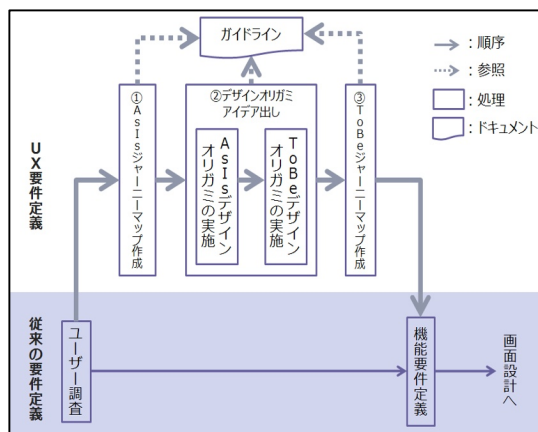 ガイドライン
：順序
：参照
：処理
：ドキュメント
UX要件定義
①AsIsジャーニーマップ作成
②デザインオリガミ
アイデア出し
AsIsデザイン
オリガミの実施
ToBeデザイン
オリガミの実施
③ToBeジャーニーマップ作成
従来の要件定義
ユーザー調査
機能要件定義
画面
設計へ